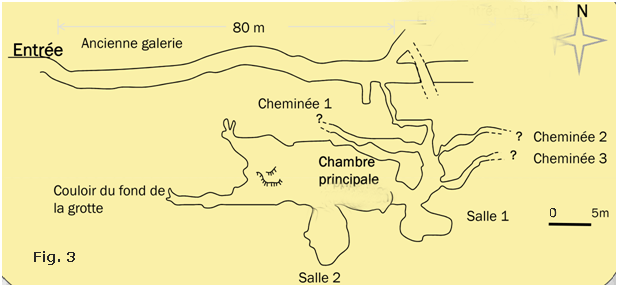 N
80 m
Ancienne galerie
Entrée
Cheminée 1
?
? Cheminée 2
? Cheminée 3
Chambre
principale
Couloir du fond de
la grotte
Salle 1
0 5m
Fig. 3
Salle 2